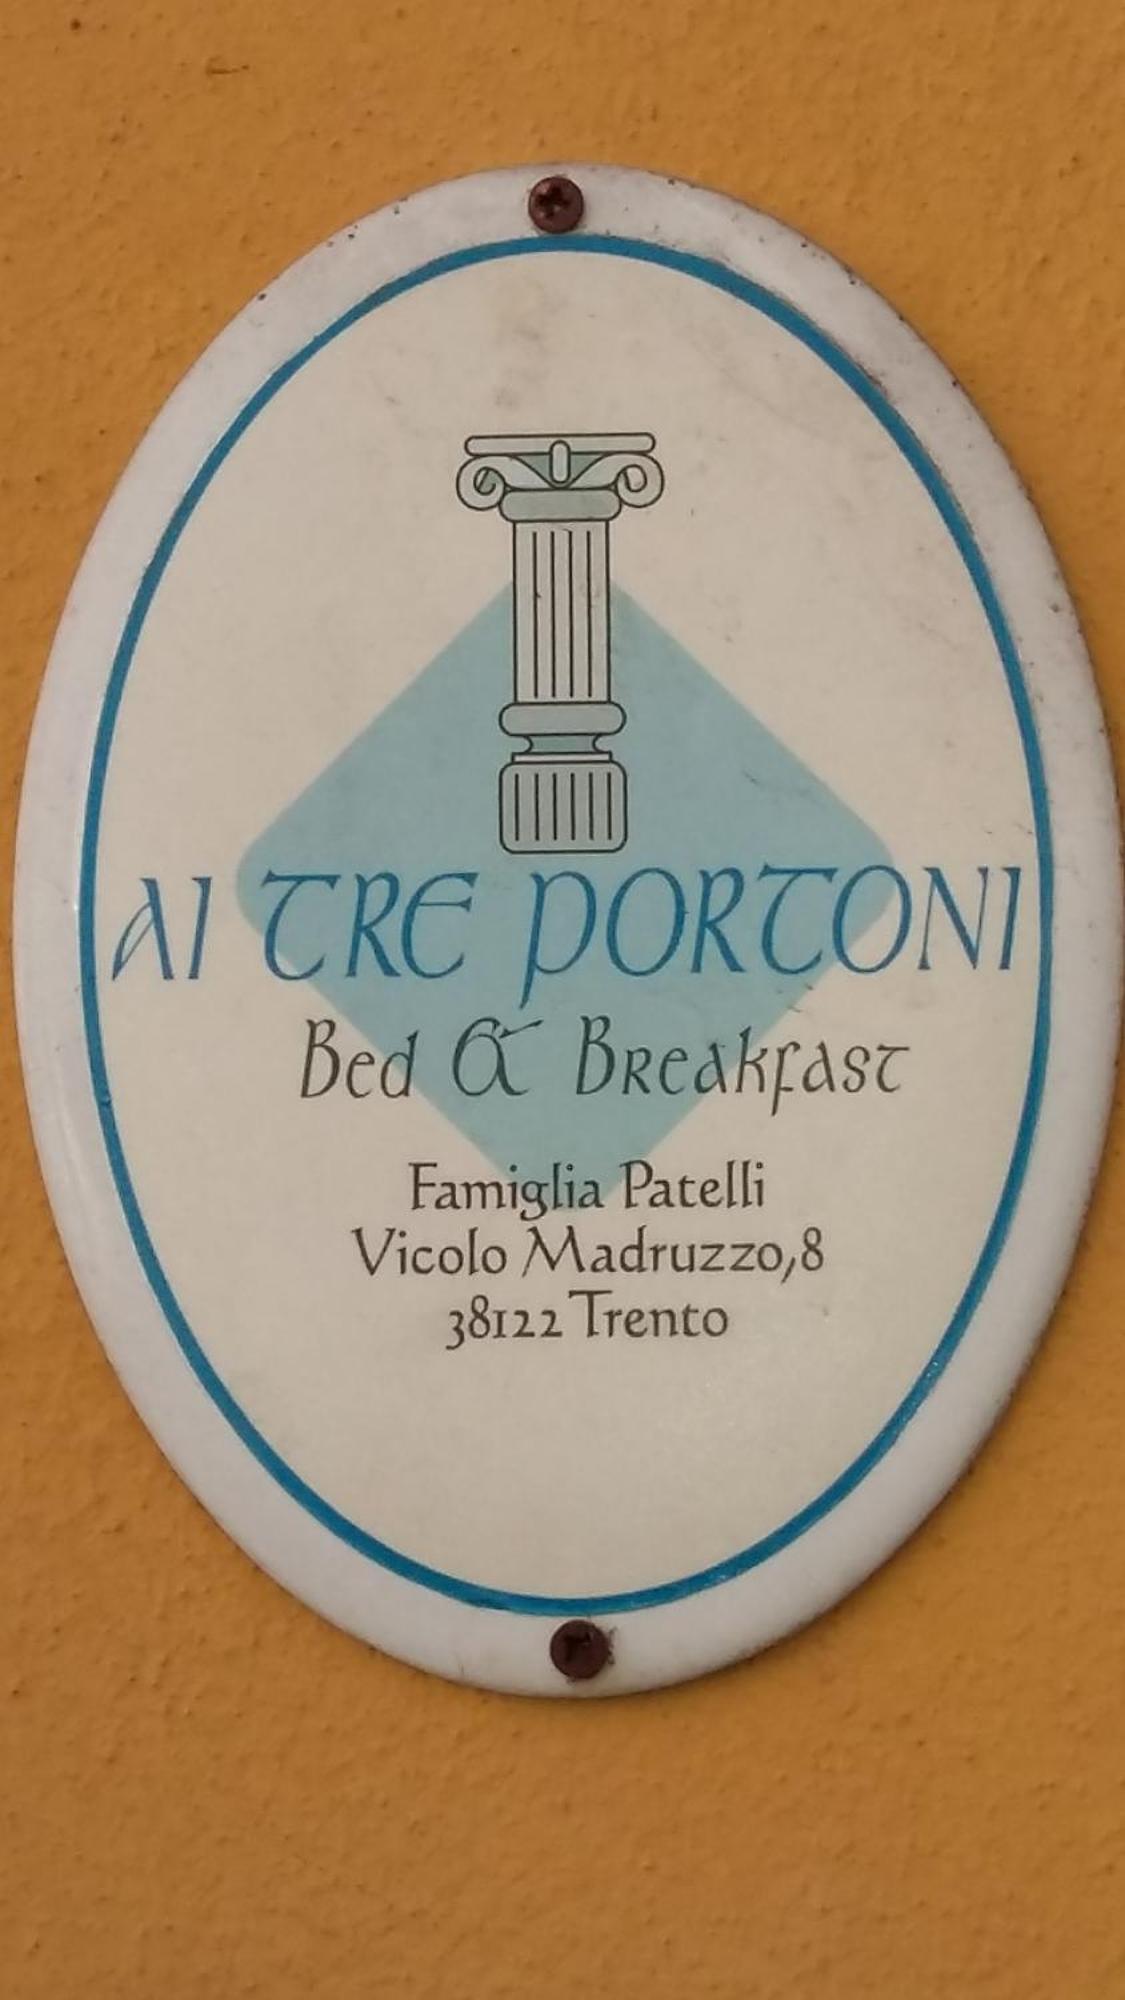 AI TRE PORTONI
Bed & Breakfast
Famiglia Patelli
Vicolo Madruzzo,8
38122 Trento